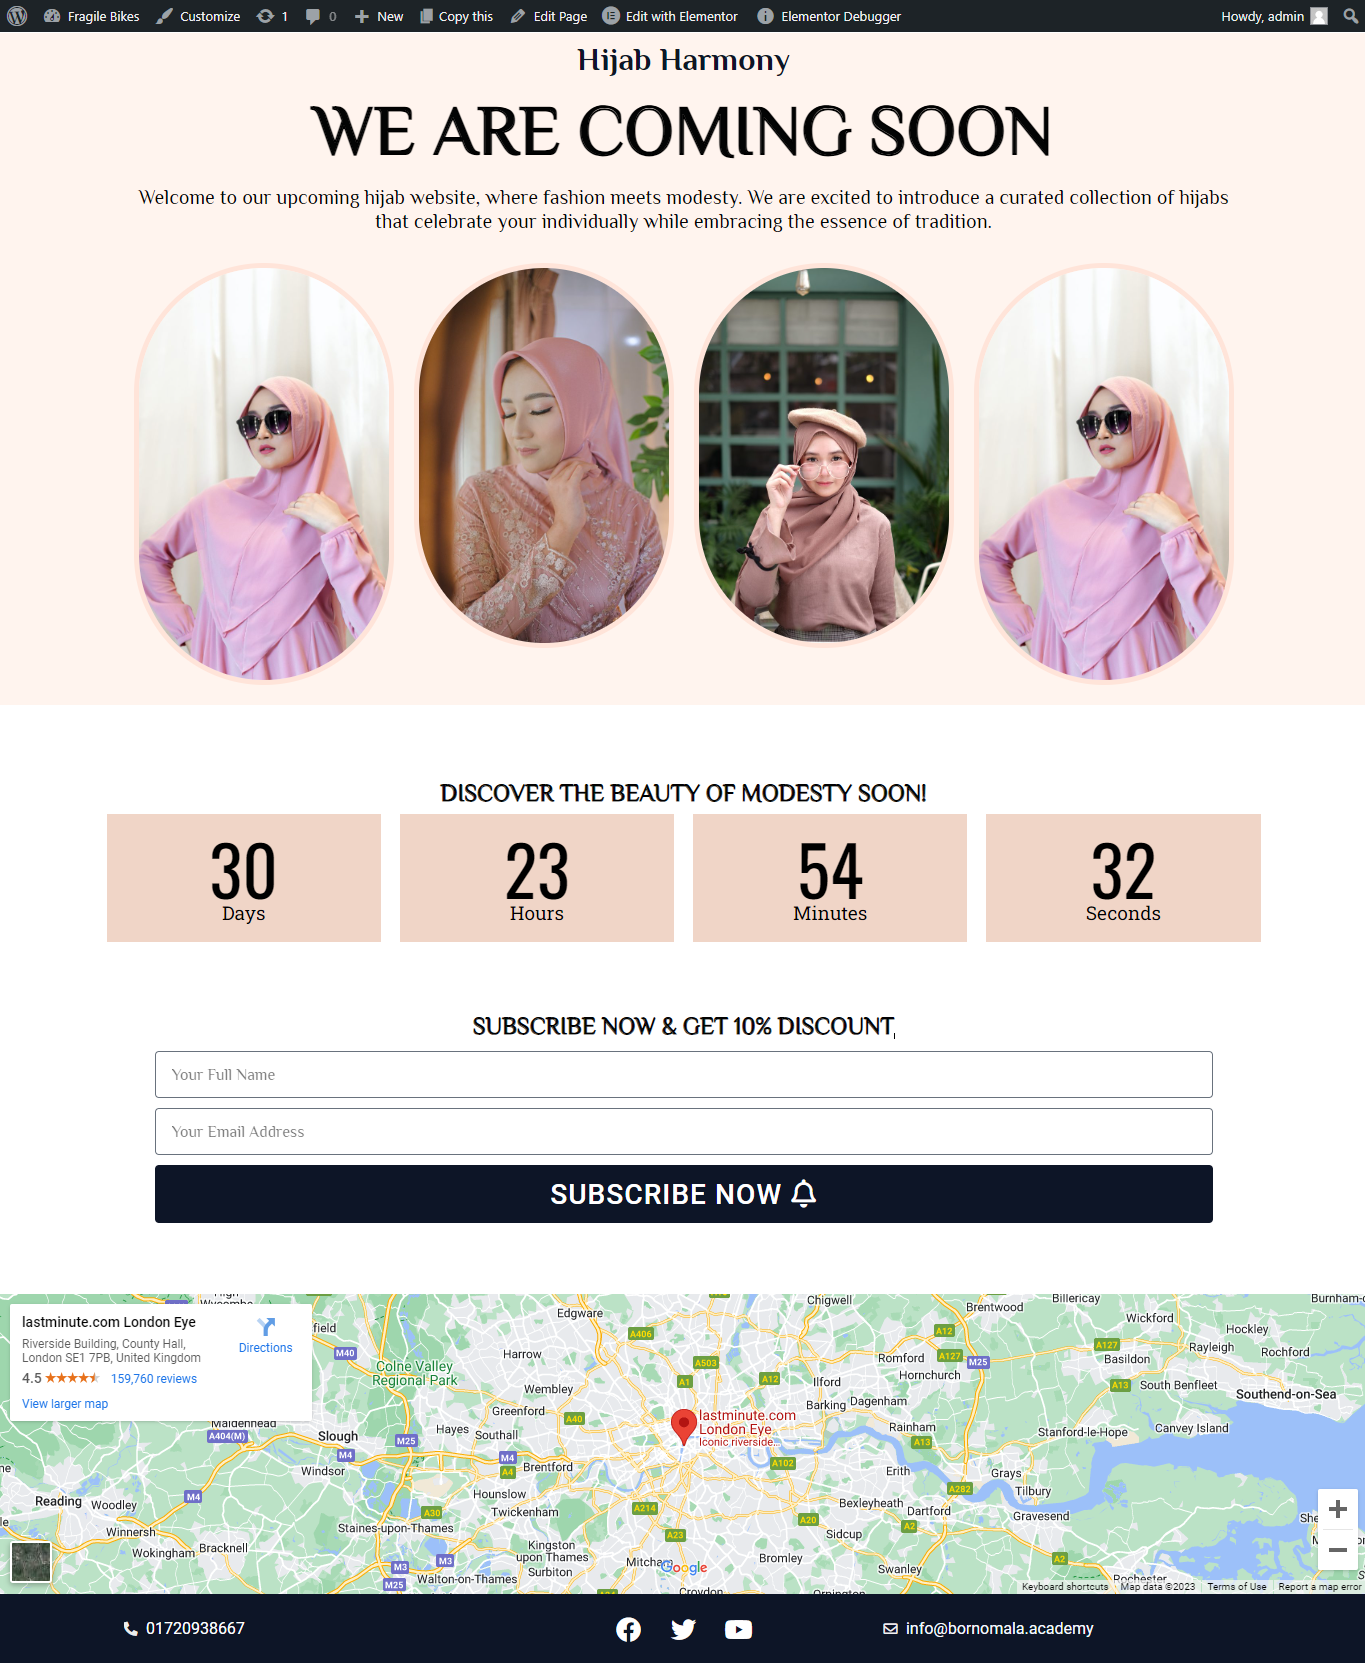 Fragile Bikes Customize 1 0 New Copy this Edit Page Edit with Elementor Elementor Debugger Howdy, admin
Hijab Harmony
WE ARE COMING SOON
Welcome to our upcoming hijab website, where fashion meets modesty. We are excited to introduce a curated collection of hijabs
that celebrate your individually while embracing the essence of tradition.
DISCOVER THE BEAUTY OF MODESTY SOON!
30 23 54 32
Days Hours Minutes Seconds
SUBSCRIBE NOW & GET 10% DISCOUNT
Your Full Name
Your Email Address
SUBSCRIBE NOW
lastminute.com London Eye
Riverside Building, County Hall,
London SE1 7PB, United Kingdom
4.5 159,760 reviews
View larger map
Directions
Edgware
Chigwell
Brentwood
Billericay
Wickford
Hockley
Rayleigh
Rochford
A406
A12
A127
M25
A127
Basildon
M40
Colne Valley
Regional Park
Harrow
A503
Romford
Hornchurch
Wembley
A1
A12
Ilford
A13
South Benfleet
Southend-on-Sea
Greenford
A40
Barking
Dagenham
Maidenhead
A404(M)
Slough
M25
Hayes
Southall
lastminute.com
London Eye
Iconic riverside..
Rainham
A13
Stanford-le-Hope
Canvey Island
M4
Windsor
M4
A4
Brentford
A102
Erith
Grays
Tilbury
A282
Reading
Woodley
M4
Hounslow
Twickenham
A214
Bexleyheath
Dartford
Gravesend
Winnersh
A30
Staines-upon-Thames
A20
A2
A23
Sidcup
Wokingham
Bracknell
Kingston
upon Thames
Surbiton
M3
M3
Walton-on-Thames
M25
Google
Bromley
Swanley
A2
Croydon
Rochester
Keyboard shortcuts Map data ©2023 Terms of Use Report a map error
01720938667 info@bornomala.academy